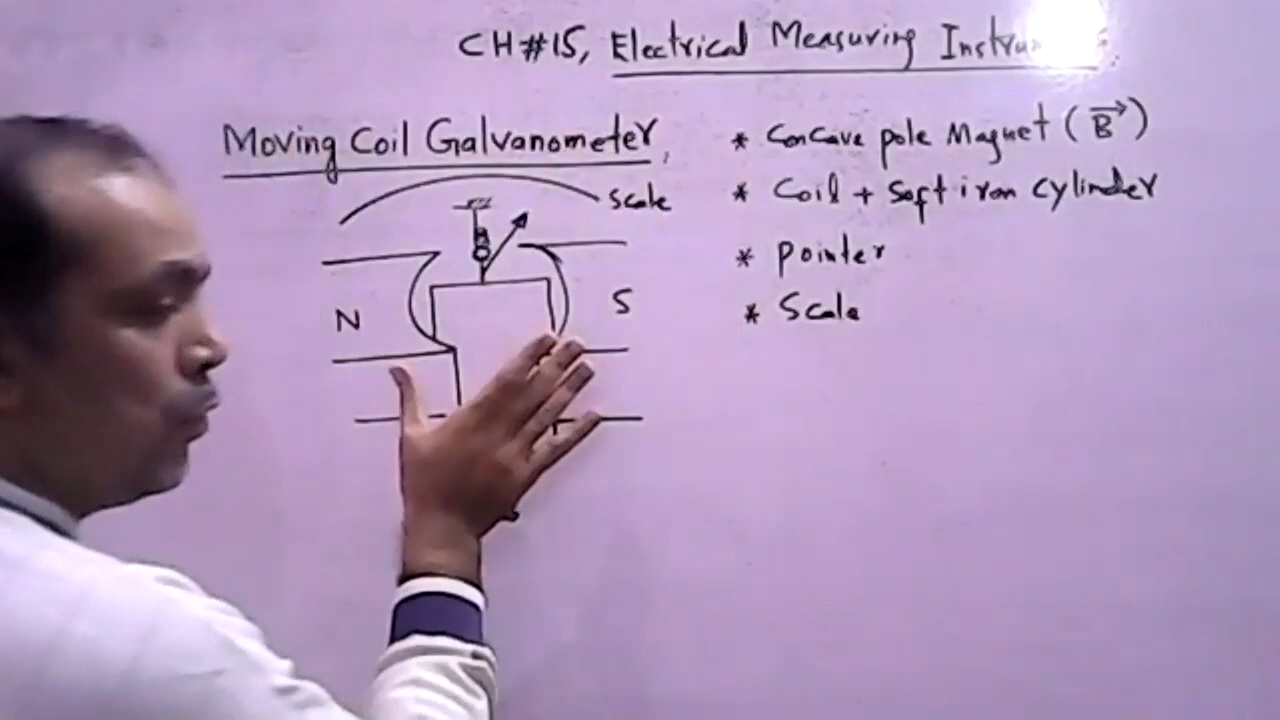 CH#15, Electrical Measuring
Moving Coil Galvanometer,
scale
N
S
* Concave pole Magnet (B→)
* Coil + Soft iron cylinder
* pointer
* Scale